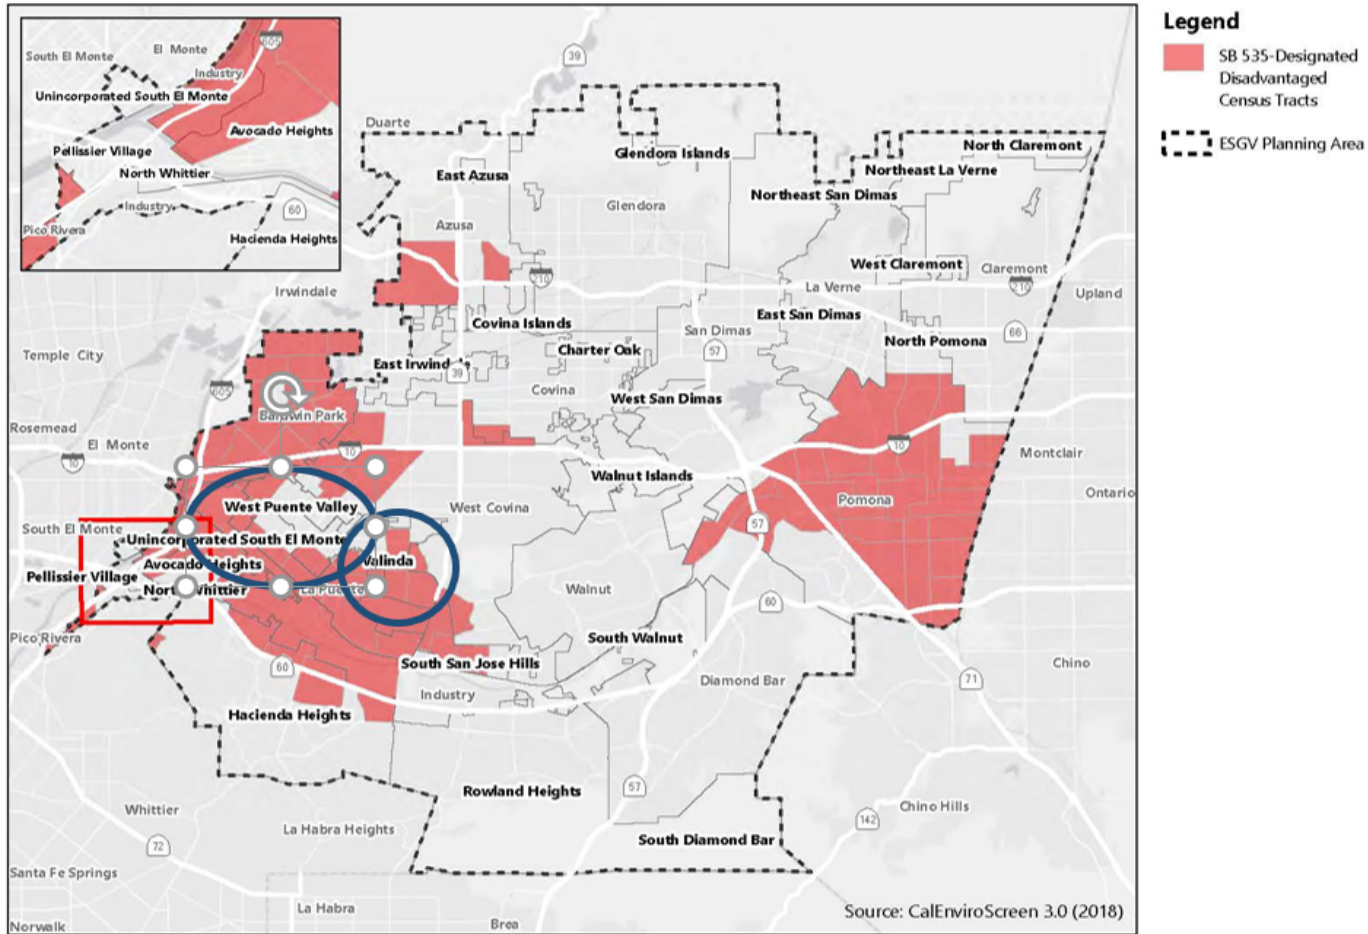 Legend
SB 535-Designated
Disadvantaged
Census Tracts
ESGV Planning Area
South El Monte
El Monte
605
Industry
Unincorporated South El Monte
Avocado Heights
Pellissier Village
North Whittier
Industry
60
Pico Rivera
Hacienda Heights
39
Duarte
Glendora Islands
North Claremont
East Azusa
Northeast La Verne
Northeast San Dimas
Glendora
Azusa
West Claremont
Claremont
210
210
La Verne
Irwindale
Upland
Covina Islands
East San Dimas
San Dimas
66
Temple City
Charter Oak
57
North Pomona
East Irwindale
39
605
Covina
West San Dimas
Baldwin Park
Rosemead
El Monte
10
10
10
Montclair
Walnut Islands
Ontario
Pomona
West Puente Valley
West Covina
South El Monte
57
Unincorporated South El Monte
Avocado Heights
Valinda
Pellissier Village
North Whittier
La Puente
Walnut
60
Pico Rivera
South Walnut
60
South San Jose Hills
Chino
Industry
Diamond Bar
71
Hacienda Heights
Rowland Heights
57
Whittier
Chino Hills
La Habra Heights
142
South Diamond Bar
72
Santa Fe Springs
La Habra
Source: CalEnviroScreen 3.0 (2018)
Norwalk
Brea